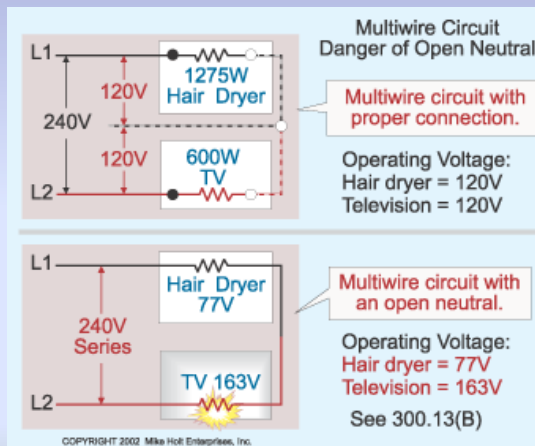 Multiwire Circuit
Danger of Open Neutral
L1
1275W
Hair Dryer
120V
240V
120V
600W
TV
L2
Multiwire circuit with
proper connection.
Operating Voltage:
Hair dryer = 120V
Television = 120V
L1
Hair Dryer
77V
240V
Series
TV 163V
L2
Multiwire circuit with
an open neutral.
Operating Voltage:
Hair dryer = 77V
Television = 163V
See 300.13(B)
COPYRIGHT 2002 Mike Holt Enterprises, Inc.